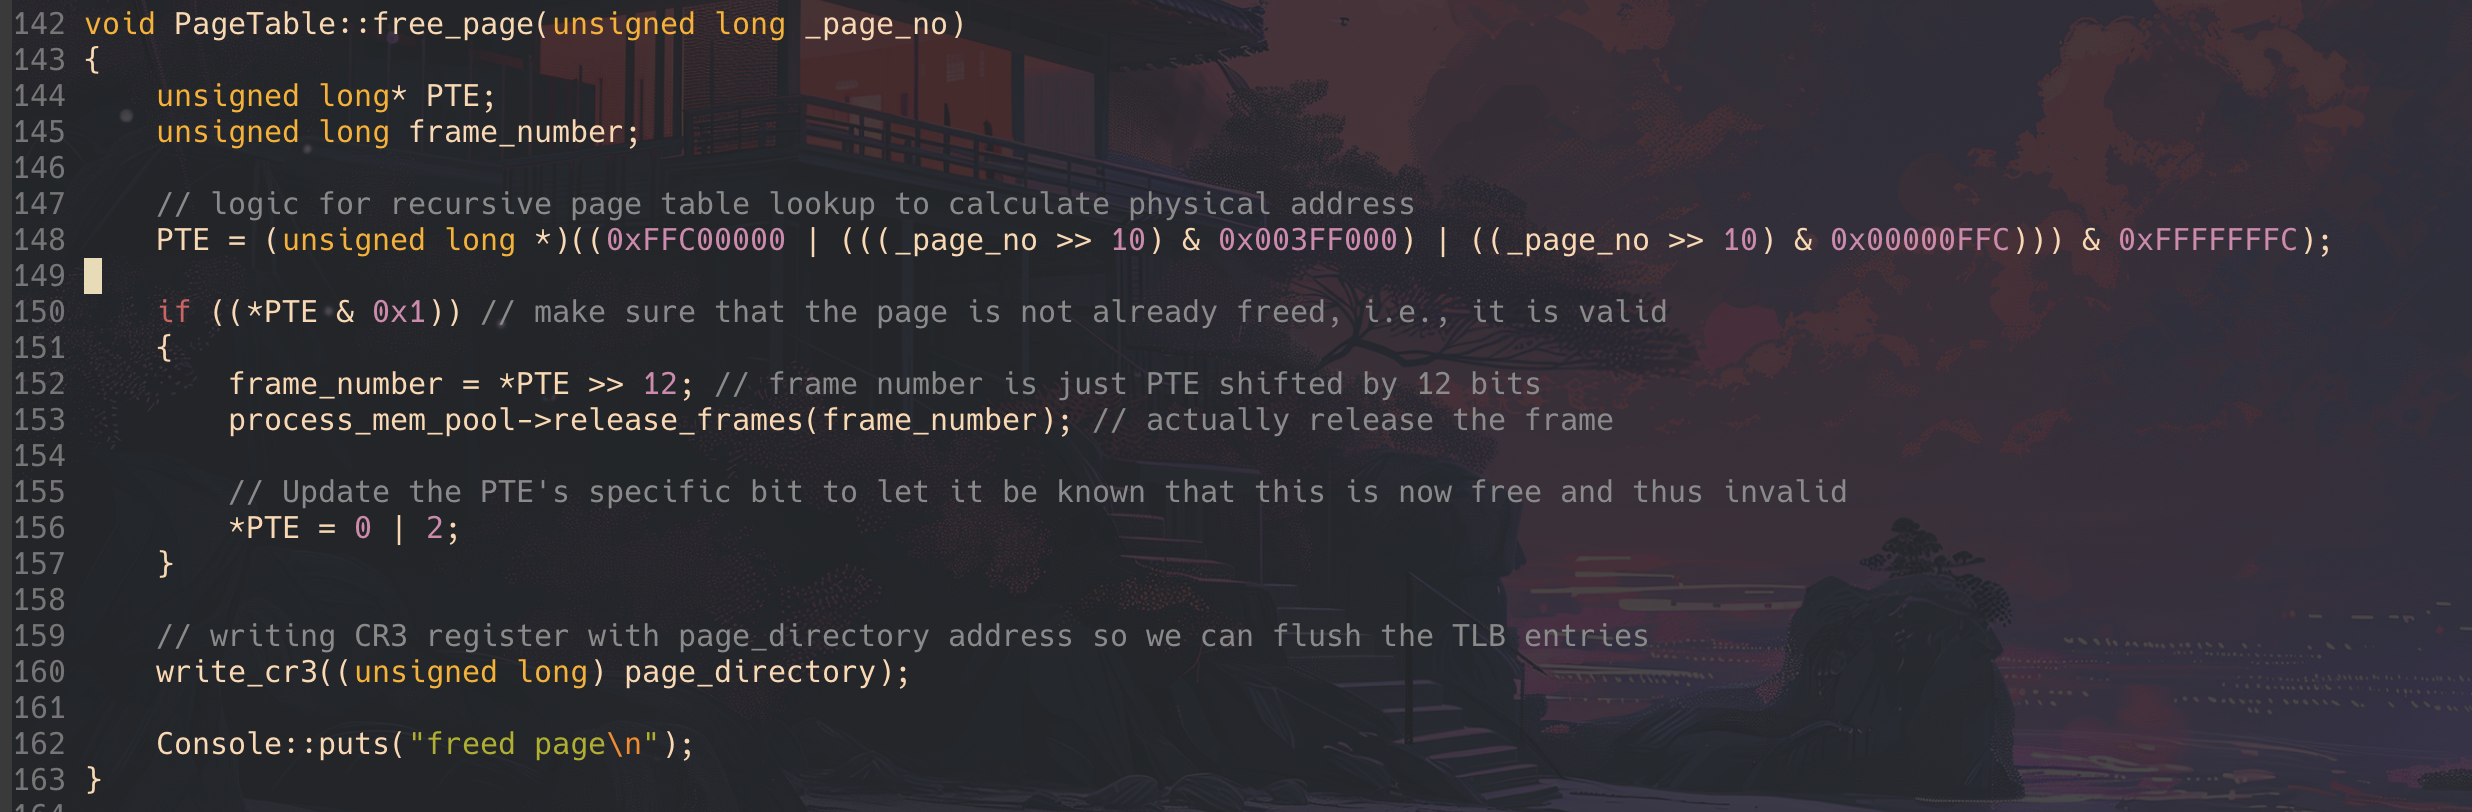 142 void PageTable::free_page(unsigned long _page_no)
143 {
144     unsigned long* PTE;
145     unsigned long frame_number;
146
147     // logic for recursive page table lookup to calculate physical address
148     PTE = (unsigned long *)((0xFFC00000 | (((_page_no >> 10) & 0x003FF000) | ((_page_no >> 10) & 0x00000FFC))) & 0xFFFFFFFC);
149
150     if ((*PTE & 0x1)) // make sure that the page is not already freed, i.e., it is valid
151     {
152         frame_number = *PTE >> 12; // frame number is just PTE shifted by 12 bits
153         process_mem_pool->release_frames(frame_number); // actually release the frame
154
155         // Update the PTE's specific bit to let it be known that this is now free and thus invalid
156         *PTE = 0 | 2;
157     }
158
159     // writing CR3 register with page_directory address so we can flush the TLB entries
160     write_cr3((unsigned long) page_directory);
161
162     Console::puts("freed page\n");
163 }
164